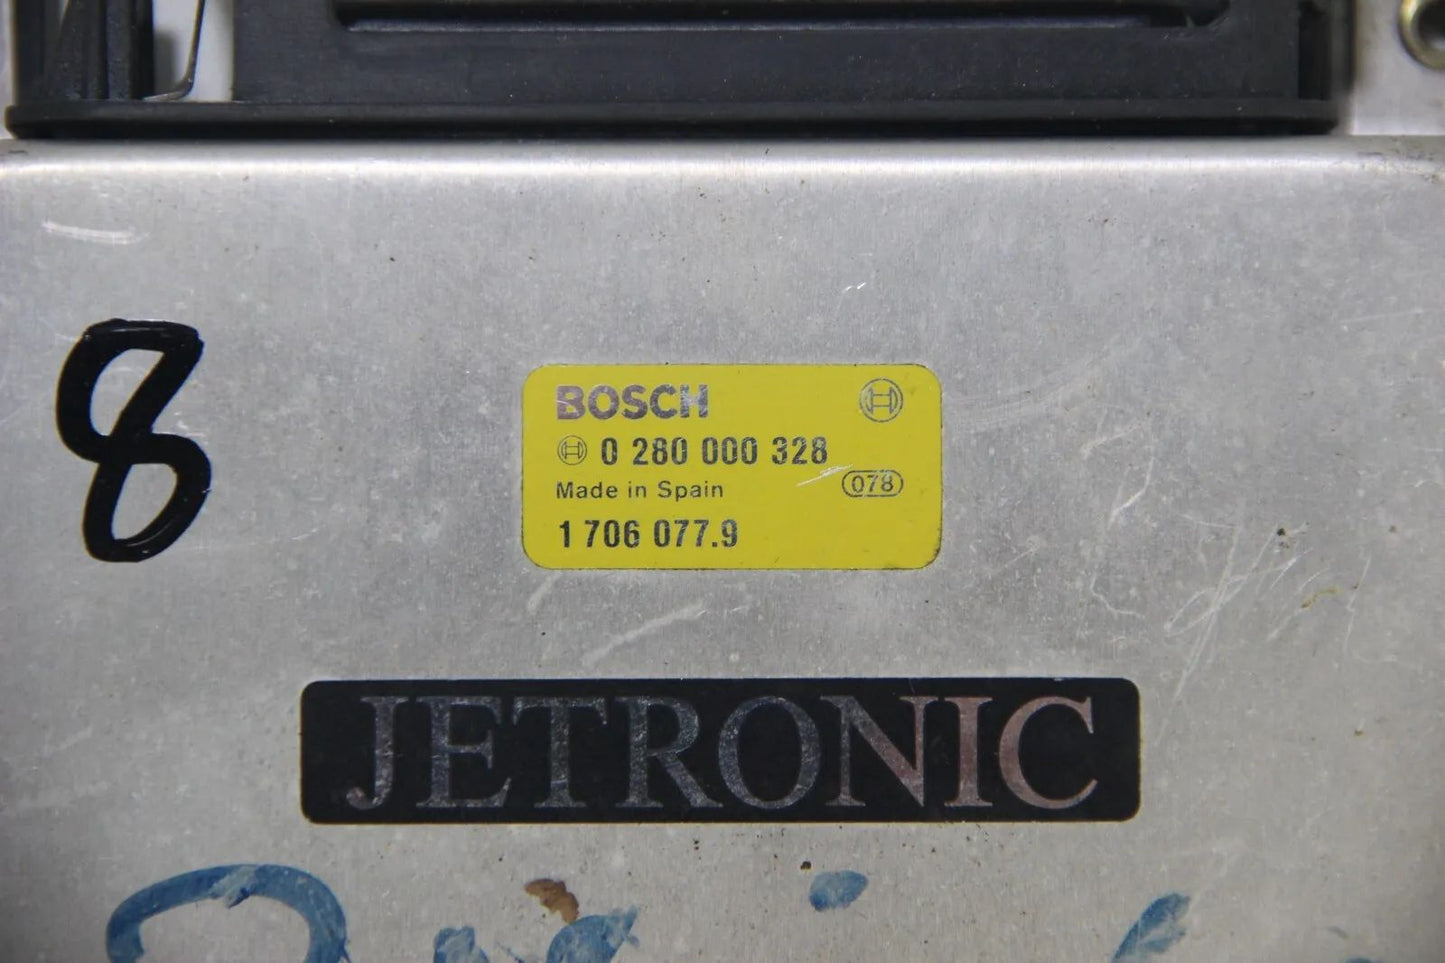 8
BOSCH
0 280 000 328
Made in Spain 078
1 706 077.9
JETRONIC